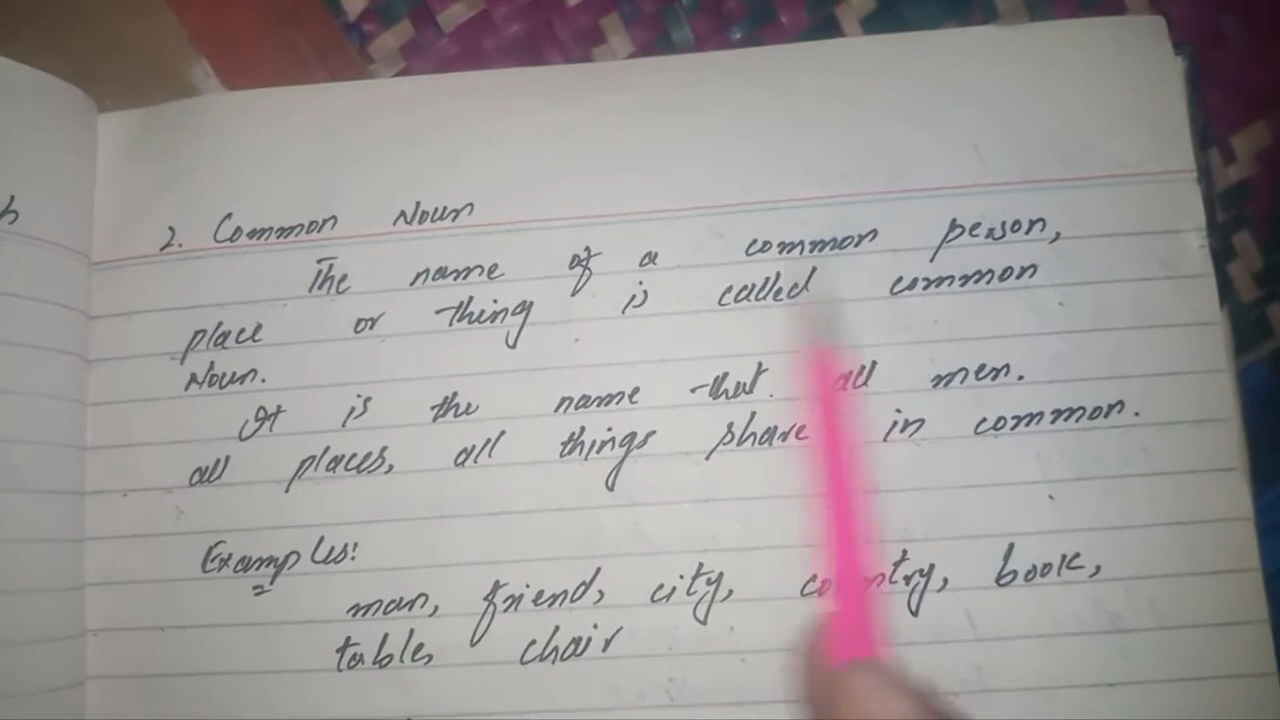 2. Common Noun
The name of a common person,
place or thing is called common
Noun.
It is the name that all men.
all places, all things share in common.
Examples:
man, friend, city, country, book,
table, chair